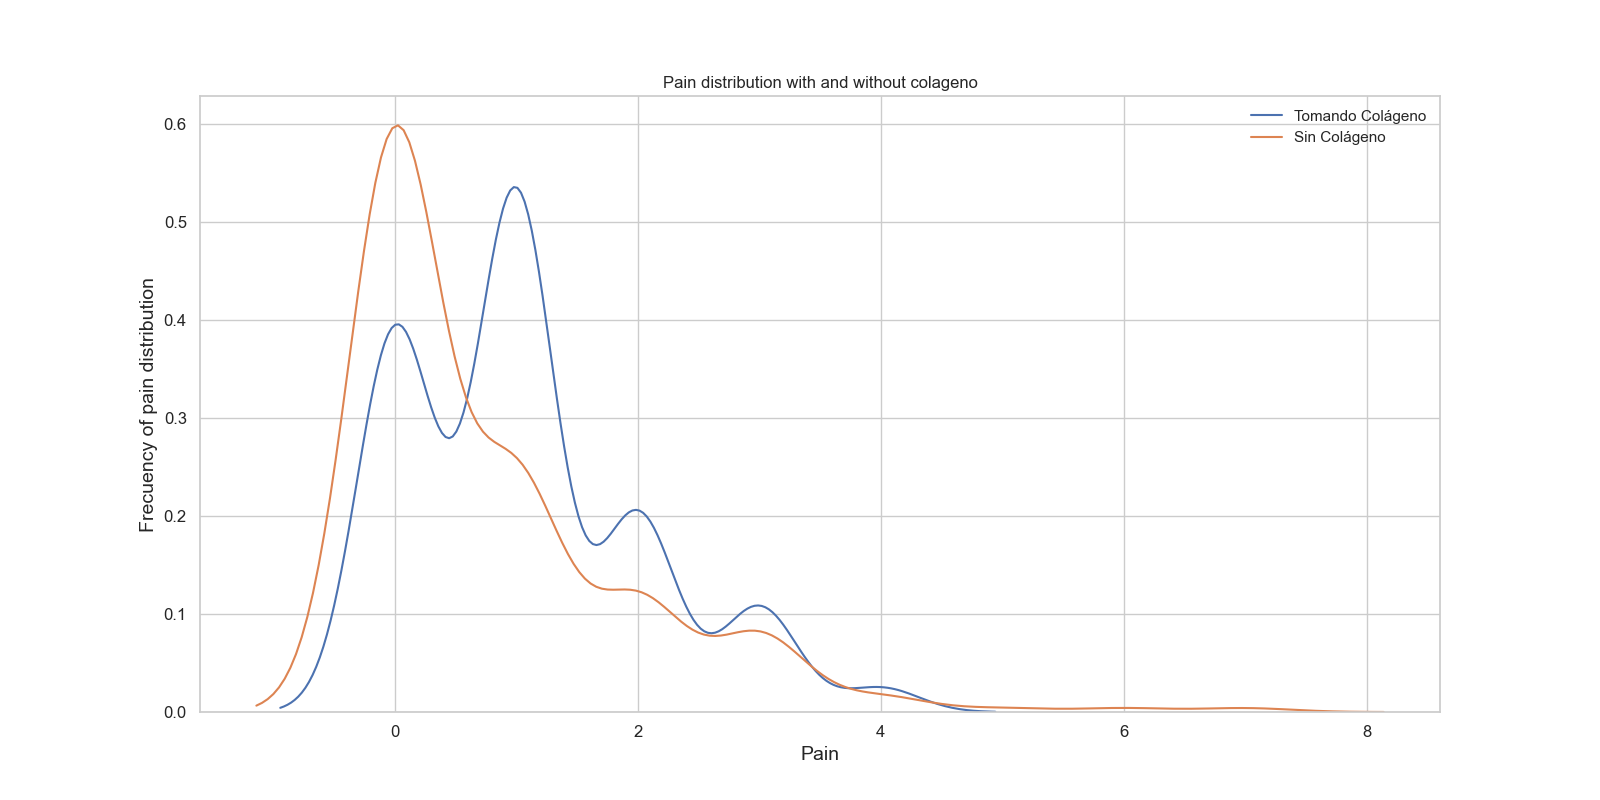 Pain distribution with and without colageno
Tomando Colágeno
Sin Colágeno
Frecuency of pain distribution
0.6
0.5
0.4
0.3
0.2
0.1
0.0
0 2 4 6 8
Pain